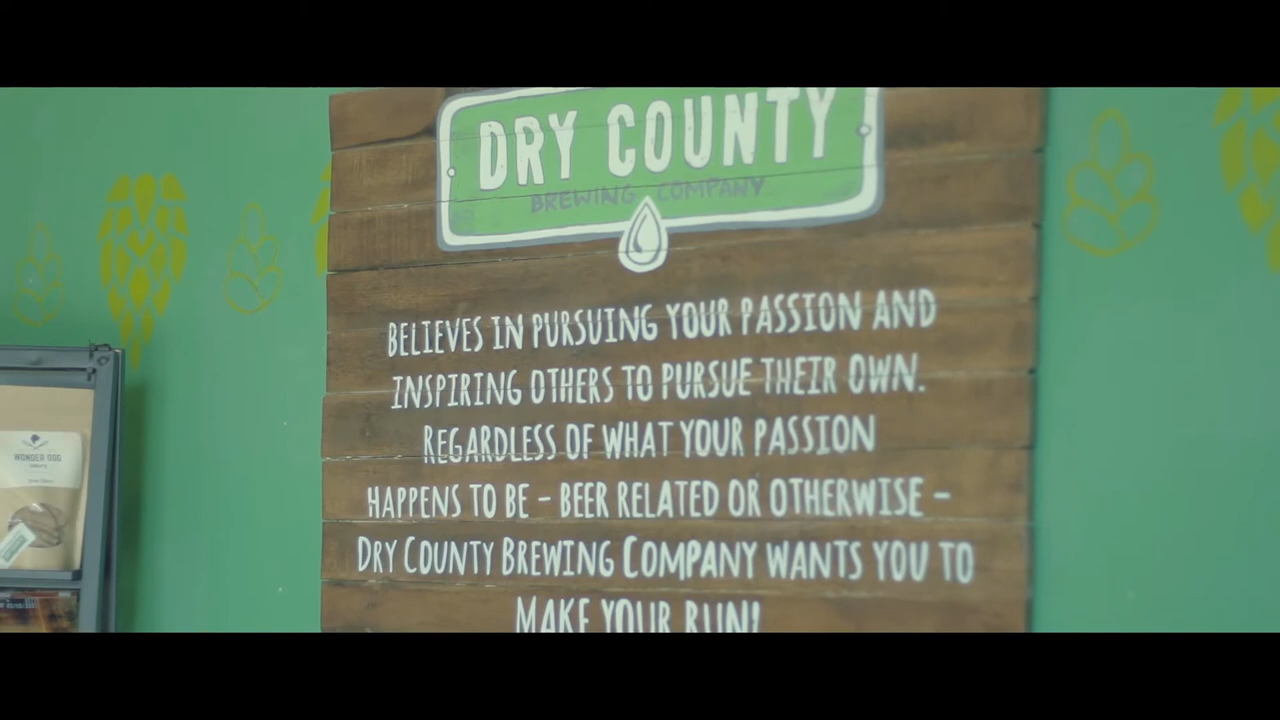 DRY COUNTY
BREWING COMPANY
BELIEVES IN PURSUING YOUR PASSION AND
INSPIRING OTHERS TO PURSUE THEIR OWN.
REGARDLESS OF WHAT YOUR PASSION
HAPPENS TO BE - BEER RELATED OR OTHERWISE -
DRY COUNTY BREWING COMPANY WANTS YOU TO
MAKE YOUR RUN!
WONDER DOG